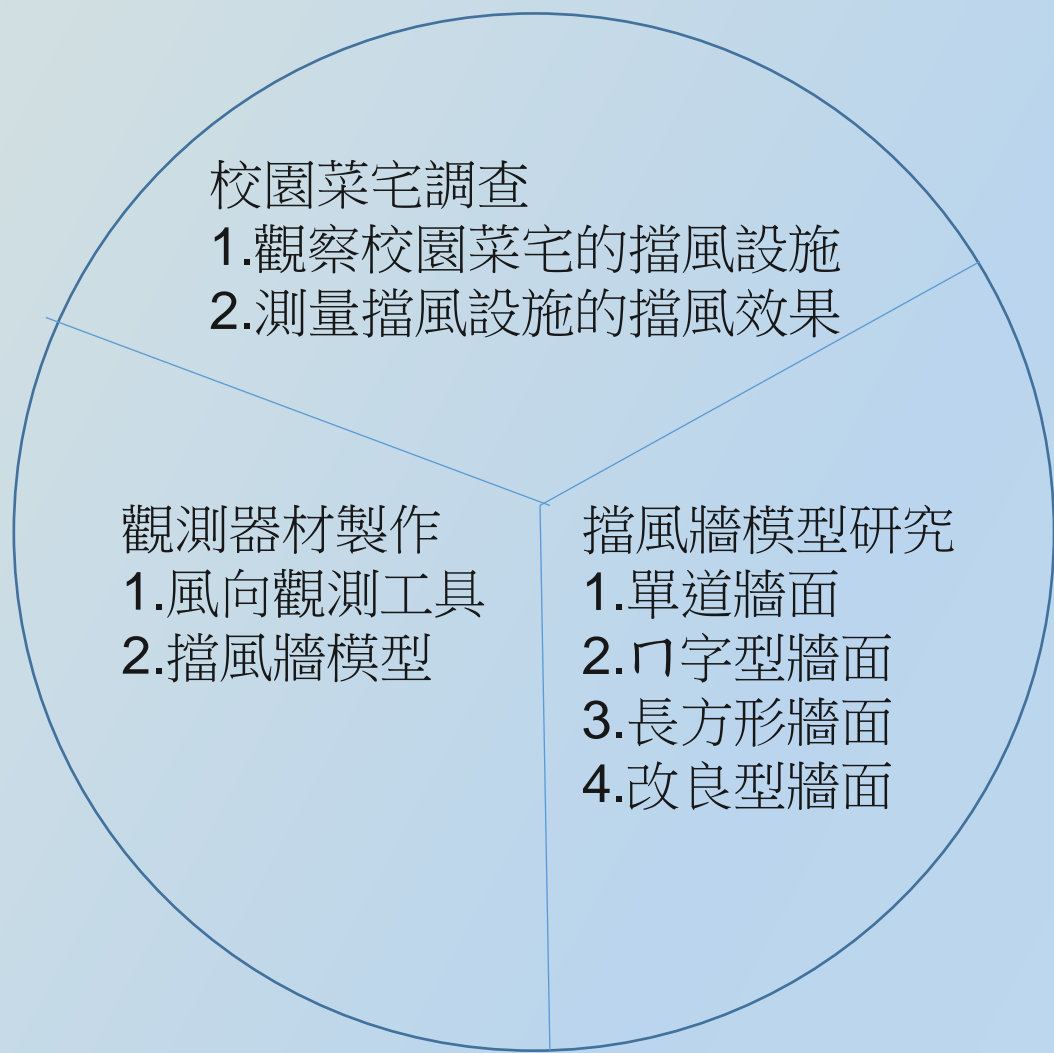 校園菜宅調查
1.觀察校園菜宅的擋風設施
2.測量擋風設施的擋風效果
觀測器材製作
1.風向觀測工具
2.擋風牆模型
擋風牆模型研究
1.單道牆面
2.ㄇ字型牆面
3.長方形牆面
4.改良型牆面